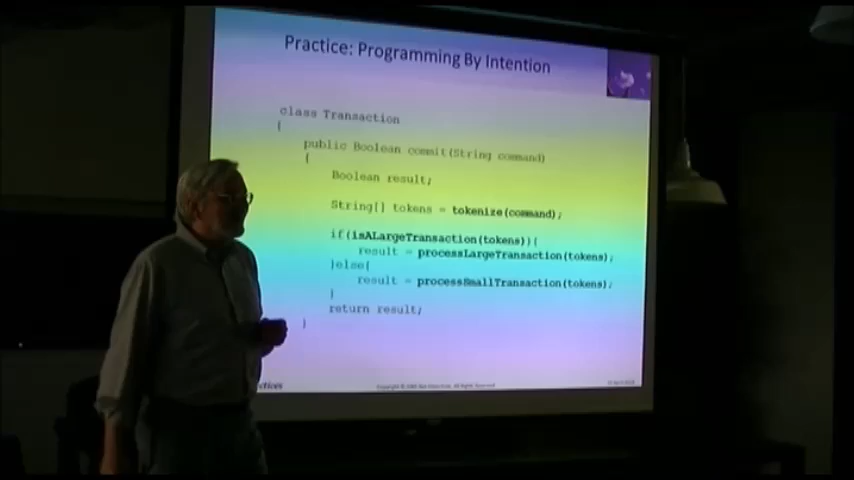 Practice: Programming By Intention
class Transaction
{
public Boolean commit(String command)
{
Boolean result;
String[] tokens = tokenize(command);
if(isALargeTransaction(tokens)){
result = processLargeTransaction(tokens);
}else{
result = processSmallTransaction(tokens);
}
return result;
}